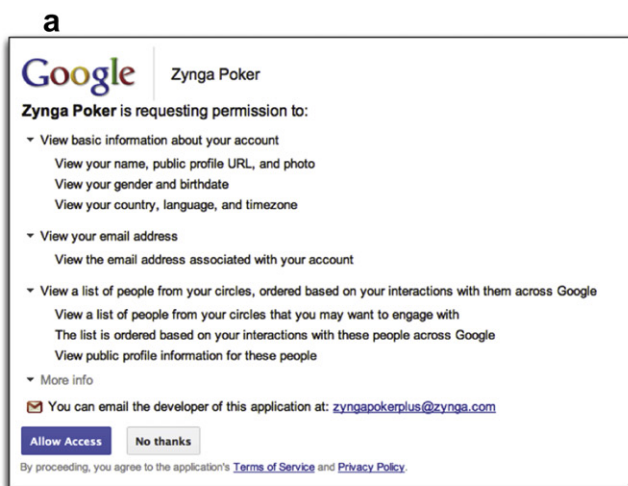 a
Google Zynga Poker
Zynga Poker is requesting permission to:
View basic information about your account
View your name, public profile URL, and photo
View your gender and birthdate
View your country, language, and timezone
View your email address
View the email address associated with your account
View a list of people from your circles, ordered based on your interactions with them across Google
View a list of people from your circles that you may want to engage with
The list is ordered based on your interactions with these people across Google
View public profile information for these people
More info
You can email the developer of this application at: zyngapokerplus@zynga.com
Allow Access No thanks
By proceeding, you agree to the application's Terms of Service and Privacy Policy.